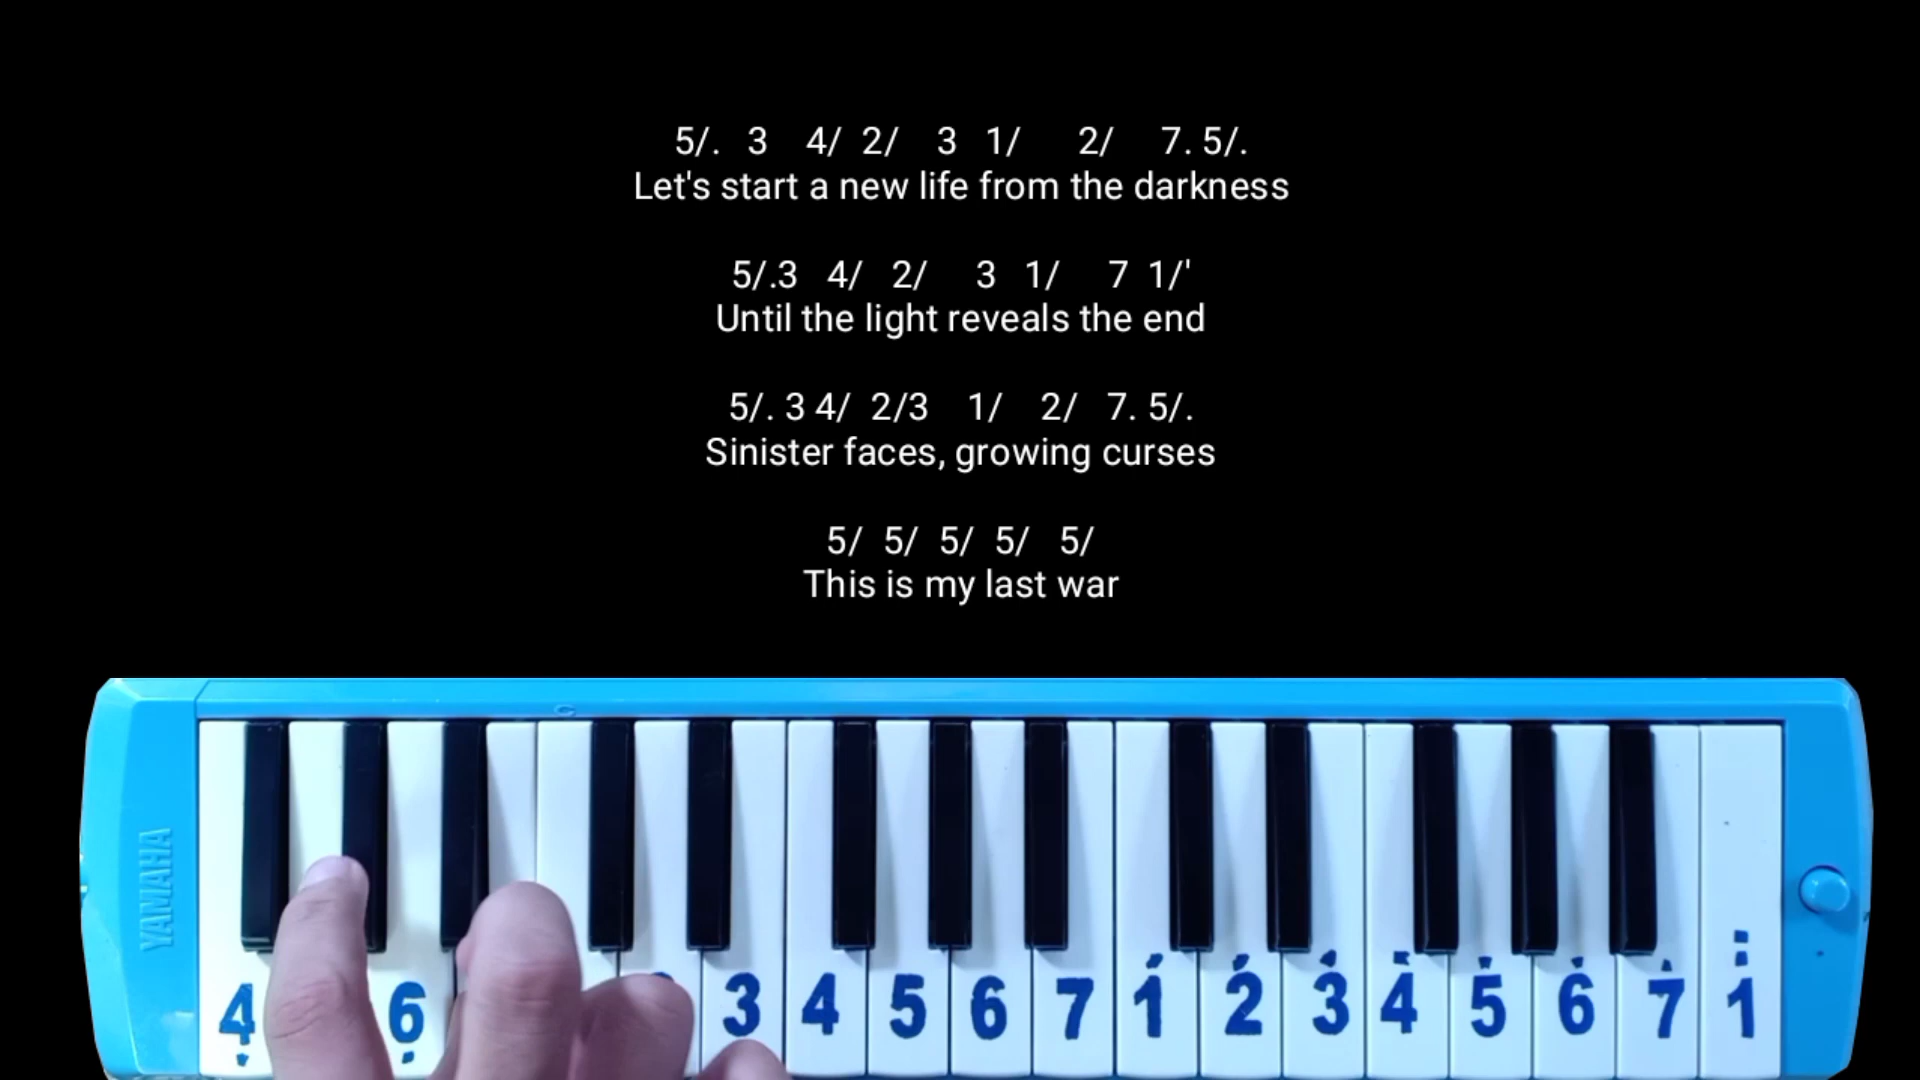 5/. 3 4/ 2/ 3 1/ 2/ 7. 5/.
Let's start a new life from the darkness
5/.3 4/ 2/ 3 1/ 7 1/'
Until the light reveals the end
5/. 3 4/ 2/3 1/ 2/ 7. 5/.
Sinister faces, growing curses
5/ 5/ 5/ 5/ 5/
This is my last war
YAMAHA
4 6 3 4 5 6 7 1 2 3 4 5 6 7 1